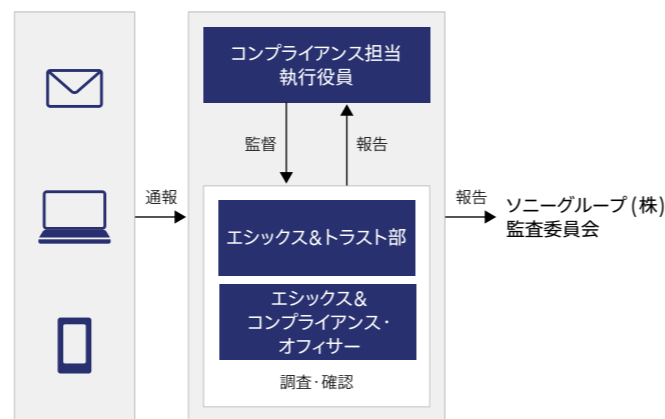 コンプライアンス担当
執行役員
監督
報告
通報
エシックス&トラスト部
エシックス&
コンプライアンス・
オフィサー
調査・確認
報告
ソニーグループ(株)
監査委員会